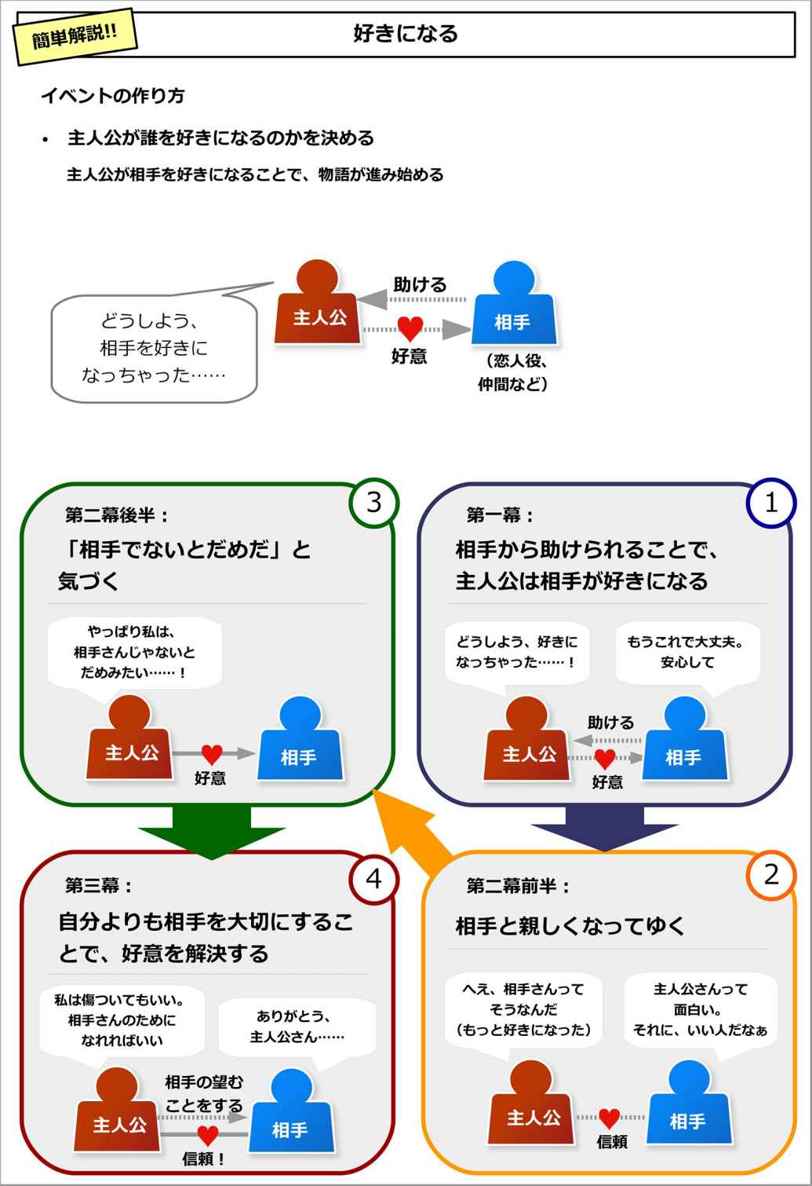 簡単解説!!
好きになる
イベントの作り方
• 主人公が誰を好きになるのかを決める
主人公が相手を好きになることで、物語が進み始める
どうしよう、
相手を好きに
なっちゃった……
主人公
助ける
好意
相手
（恋人役、
仲間など）
1
第一幕：
相手から助けられることで、
主人公は相手が好きになる
どうしよう、好きに
なっちゃった……！
もうこれで大丈夫。
安心して
主人公
助ける
好意
相手
2
第二幕前半：
相手と親しくなってゆく
へえ、相手さんって
そうなんだ
（もっと好きになった）
主人公さんって
面白い。
それに、いい人だなぁ
主人公
信頼
相手
3
第二幕後半：
「相手でないとだめだ」と
気づく
やっぱり私は、
相手さんじゃないと
だめみたい……！
主人公
好意
相手
4
第三幕：
自分よりも相手を大切にするこ
とで、好意を解決する
私は傷ついてもいい。
相手さんのために
なれればいい
ありがとう、
主人公さん……
主人公
相手の望む
ことをする
信頼！
相手